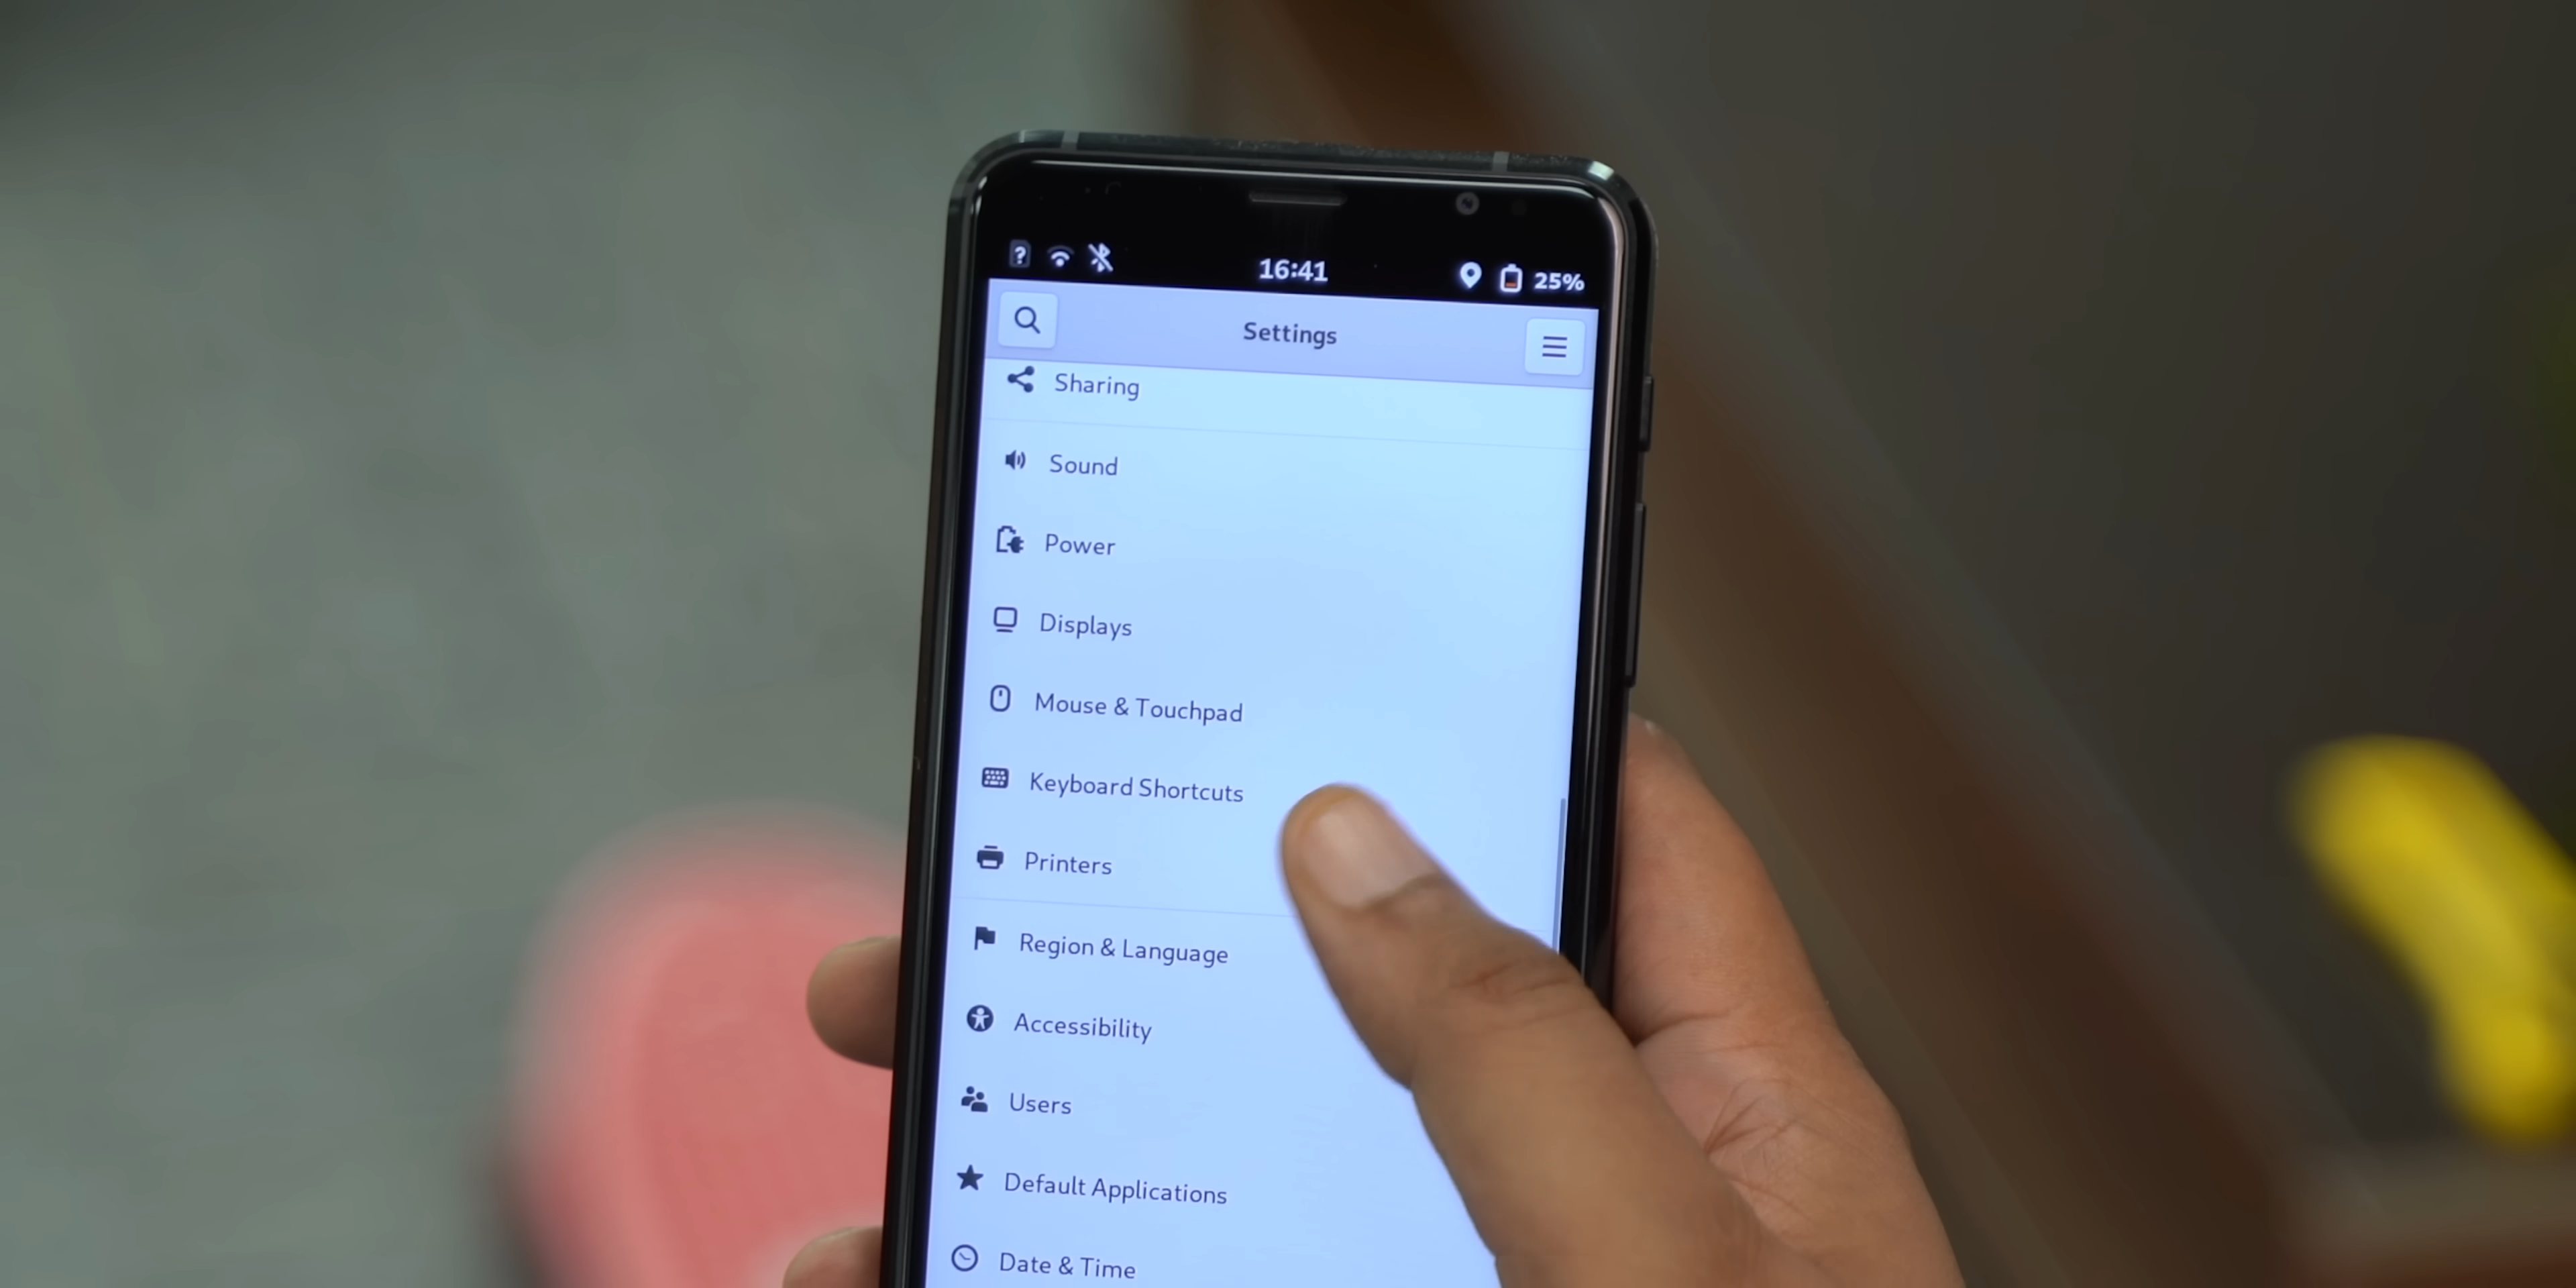 ?
16:41
25%
Settings
Sharing
Sound
Power
Displays
Mouse & Touchpad
Keyboard Shortcuts
Printers
Region & Language
Accessibility
Users
Default Applications
Date & Time